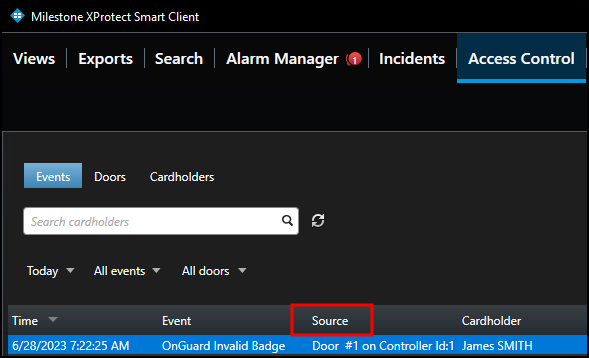 Milestone XProtect Smart Client
Views Exports Search Alarm Manager 1 Incidents Access Control
Events Doors Cardholders
Search cardholders
Today All events All doors
Time Event Source Cardholder
6/28/2023 7:22:25 AM OnGuard Invalid Badge Door #1 on Controller Id:1 James SMITH